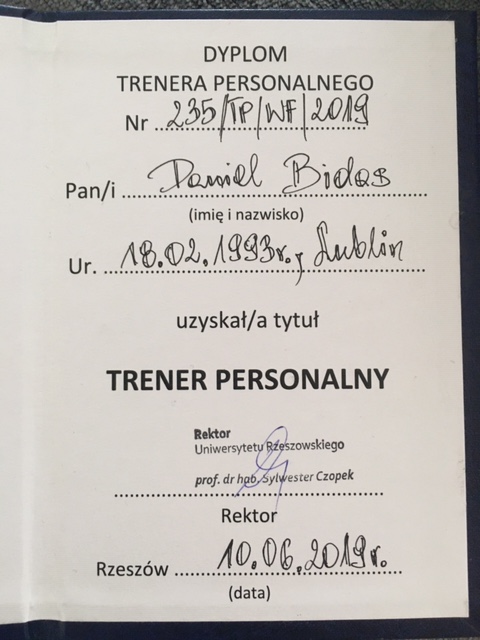 DYPLOM
TRENERA PERSONALNEGO
Nr 235/TP/WF/2019
Pan/i Daniel Bidas
(imię i nazwisko)
Ur. 18.02.1993r., Lublin
uzyskał/a tytuł
TRENER PERSONALNY
Rektor
Uniwersytetu Rzeszowskiego
prof. dr hab. Sylwester Czopek
Rektor
Rzeszów 10.06.2019r.
(data)